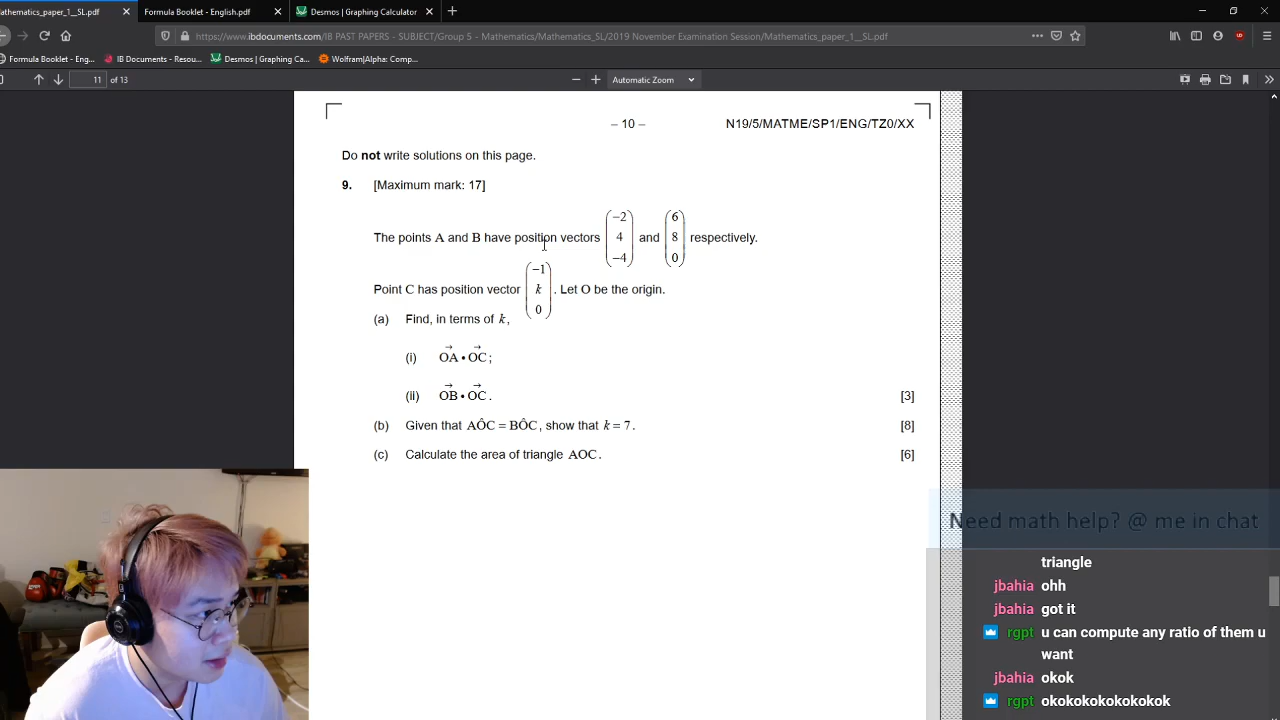 athematics_paper_1__SL.pdf
Formula Booklet - English.pdf
Desmos | Graphing Calculator
https://www.ibdocuments.com/IB PAST PAPERS - SUBJECT/Group 5 - Mathematics/Mathematics_SL/2019 November Examination Session/Mathematics_paper_1__SL.pdf
Formula Booklet - Eng...
IB Documents - Resou...
Desmos | Graphing Ca...
Wolfram|Alpha: Comp...
11 of 13
Automatic Zoom
– 10 –
N19/5/MATME/SP1/ENG/TZ0/XX
Do not write solutions on this page.
9. [Maximum mark: 17]
The points A and B have position vectors (−2 4 −4) and (6 8 0) respectively.
Point C has position vector (−1 k 0). Let O be the origin.
(a) Find, in terms of k,
(i) OA • OC;
(ii) OB • OC. [3]
(b) Given that AÔC = BÔC, show that k = 7. [8]
(c) Calculate the area of triangle AOC. [6]
Need math help? @ me in chat
triangle
jbahia ohh
jbahia got it
rgpt u can compute any ratio of them u
want
jbahia okok
rgpt okokokokokokokok